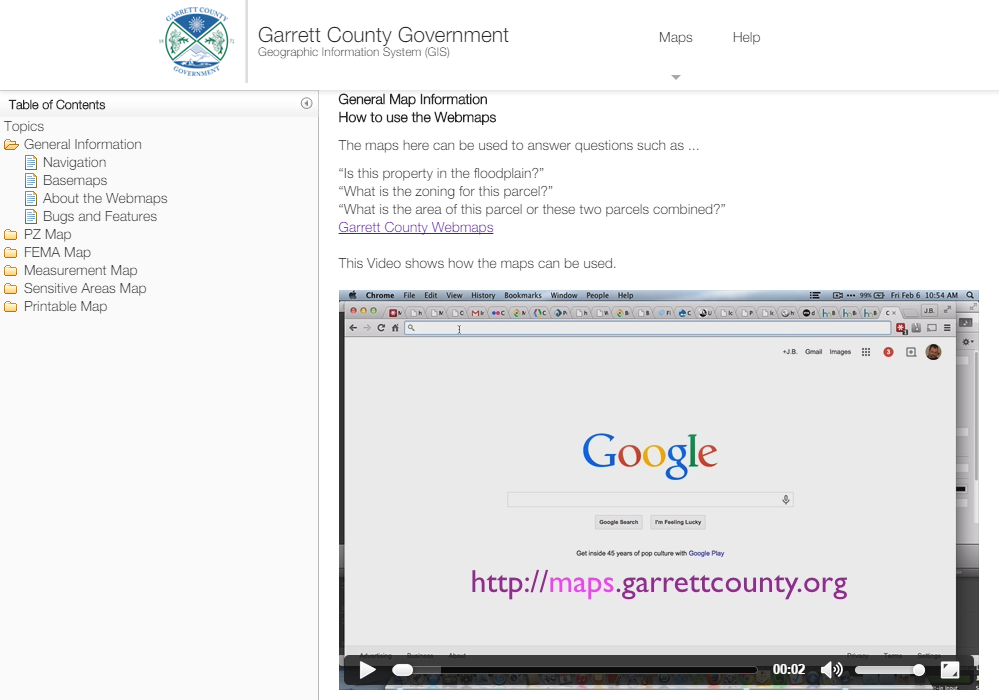 GARRETT COUNTY
GOVERNMENT
Garrett County Government
Geographic Information System (GIS)
Maps
Help
Table of Contents
Topics
General Information
Navigation
Basemaps
About the Webmaps
Bugs and Features
PZ Map
FEMA Map
Measurement Map
Sensitive Areas Map
Printable Map
General Map Information
How to use the Webmaps
The maps here can be used to answer questions such as ...
“Is this property in the floodplain?”
“What is the zoning for this parcel?”
“What is the area of this parcel or these two parcels combined?”
Garrett County Webmaps
This Video shows how the maps can be used.
Chrome File Edit View History Bookmarks Window People Help 99% Fri Feb 6 10:54 AM
J.B.
+J.B. Gmail Images 3
Google
Google Search I'm Feeling Lucky
Get inside 45 years of pop culture with Google Play
http://maps.garrettcounty.org
Advertising Business About Privacy Terms Settings
00:02